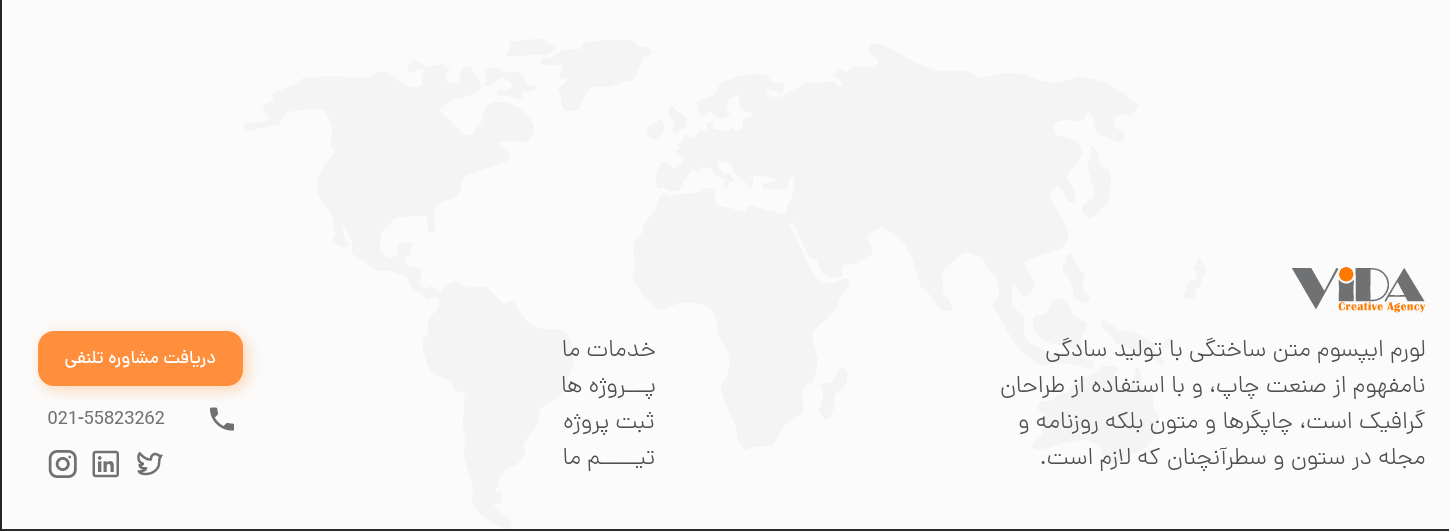 ViDA
Creative Agency
لورم ایپسوم متن ساختگی با تولید سادگی
نامفهوم از صنعت چاپ، و با استفاده از طراحان
گرافیک است، چاپگرها و متون بلکه روزنامه و
مجله در ستون و سطرآنچنان که لازم است.
خدمات ما
پـــروژه ها
ثبت پروژه
تیـــــم ما
دریافت مشاوره تلنفی
021-55823262